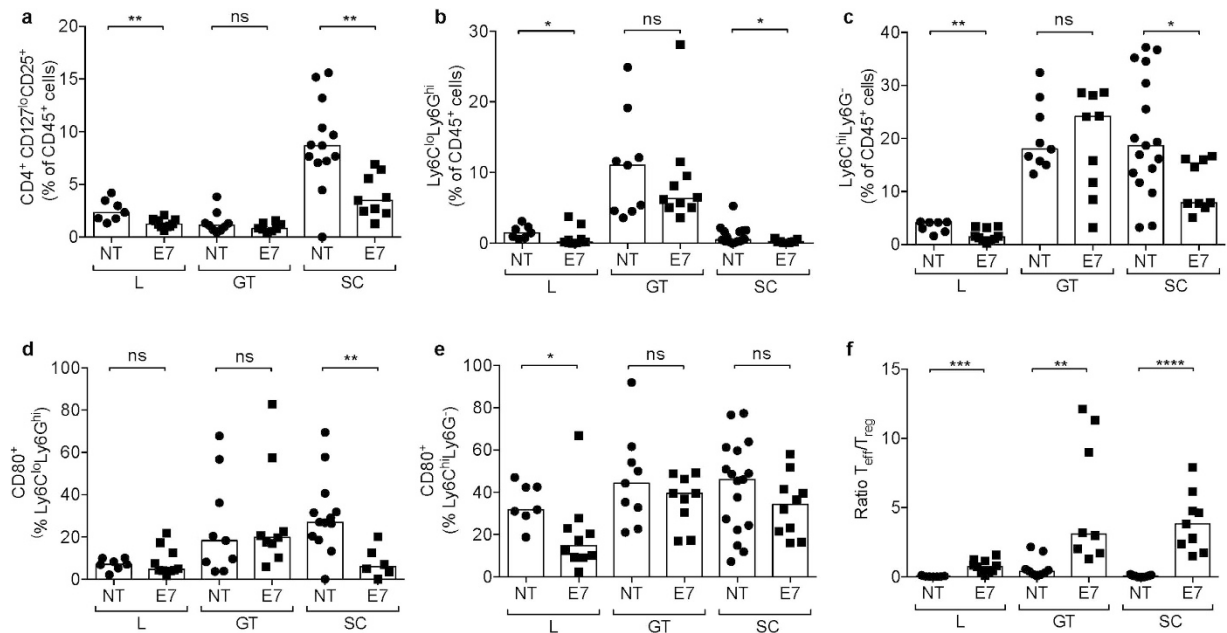 a
** ns **
CD4⁺ CD127ˡᵒCD25⁺
(% of CD45⁺ cells)
20
15
10
5
0
NT E7 NT E7 NT E7
L GT SC
b
* ns *
Ly6CˡᵒLy6Gʰⁱ
(% of CD45⁺ cells)
30
20
10
0
NT E7 NT E7 NT E7
L GT SC
c
** ns *
Ly6CʰⁱLy6G⁻
(% of CD45⁺ cells)
40
30
20
10
0
NT E7 NT E7 NT E7
L GT SC
d
ns ns **
CD80⁺
(% Ly6CˡᵒLy6Gʰⁱ)
100
80
60
40
20
0
NT E7 NT E7 NT E7
L GT SC
e
* ns ns
CD80⁺
(% Ly6CʰⁱLy6G⁻)
100
80
60
40
20
0
NT E7 NT E7 NT E7
L GT SC
f
*** ** ****
Ratio T_eff/T_reg
15
10
5
0
NT E7 NT E7 NT E7
L GT SC